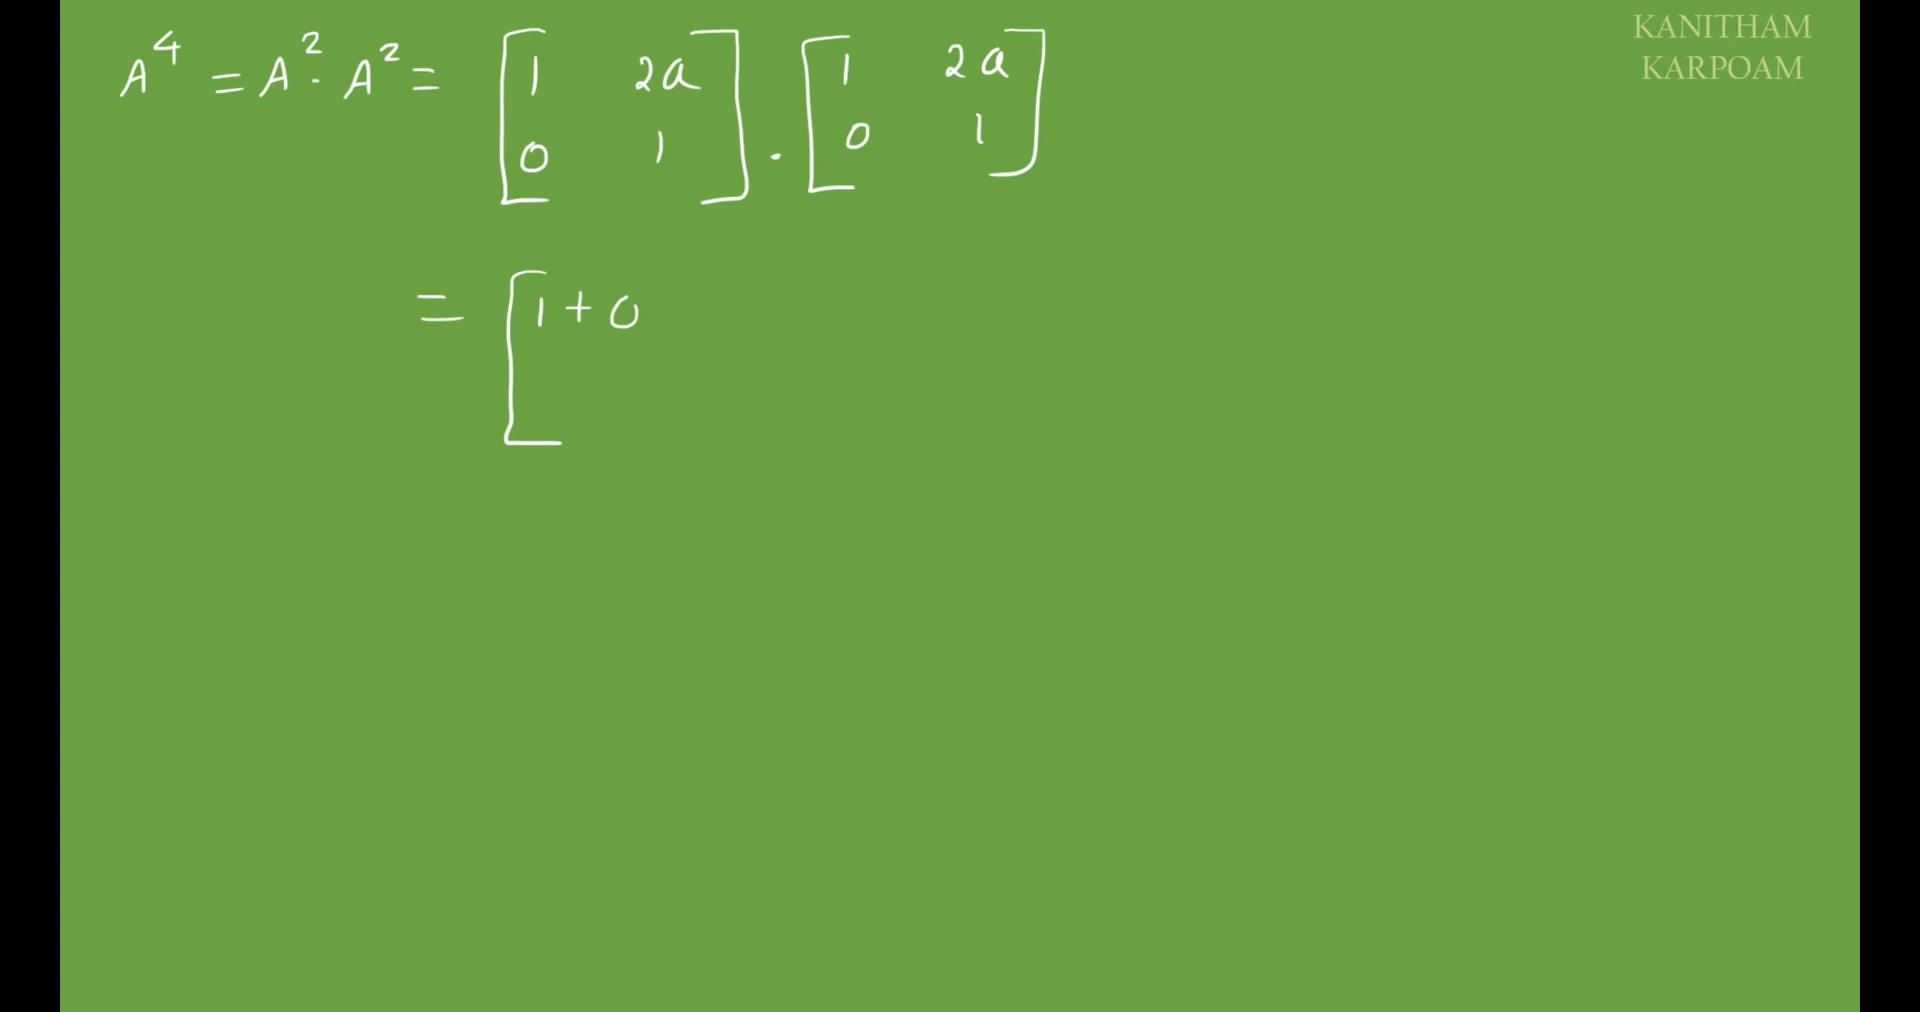 A⁴ = A² · A² = [1 2a; 0 1] · [1 2a; 0 1]
= [1 + 0
KANITHAM
KARPOAM